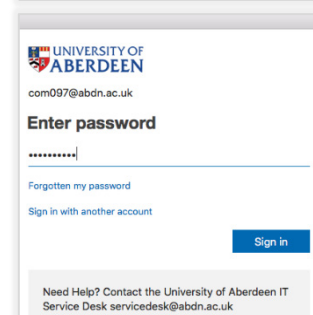 UNIVERSITY OF
ABERDEEN
com097@abdn.ac.uk
Enter password
••••••••••
Forgotten my password
Sign in with another account
Sign in
Need Help? Contact the University of Aberdeen IT
Service Desk servicedesk@abdn.ac.uk